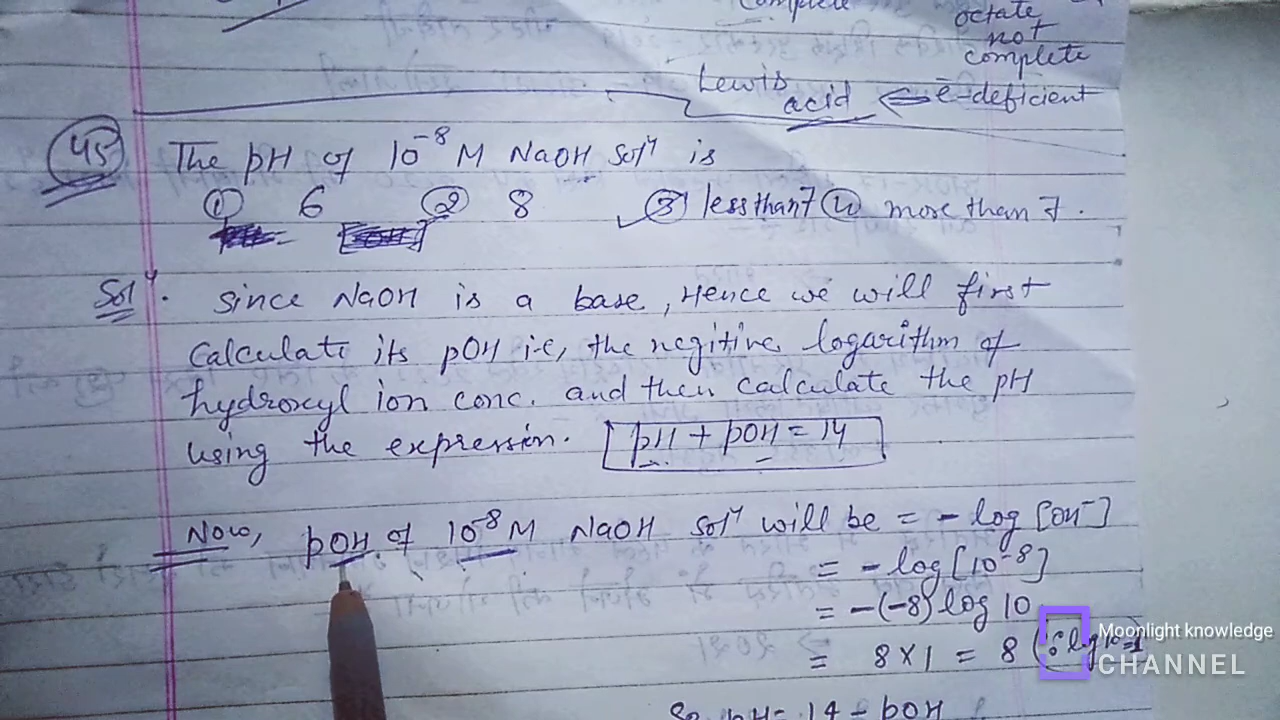 complete
octate
not
complete
Lewis
acid ⇐ e-deficient
45 The pH of 10⁻⁸ M NaOH Solⁿ is
① 6 ② 8 ✓③ less than 7 ④ more than 7.
Solⁿ. Since NaOH is a base, Hence we will first
Calculate its pOH i.e, the negitive logarithm of
hydroxyl ion conc. and then calculate the pH
using the expression. pH + pOH = 14
Now, pOH of 10⁻⁸ M NaOH Solⁿ will be = - log [OH⁻]
= - log [10⁻⁸]
= -(-8) log 10
= 8 × 1 = 8 (∵ log 10 = 1
So pH = 14 - pOH
Moonlight knowledge
CHANNEL